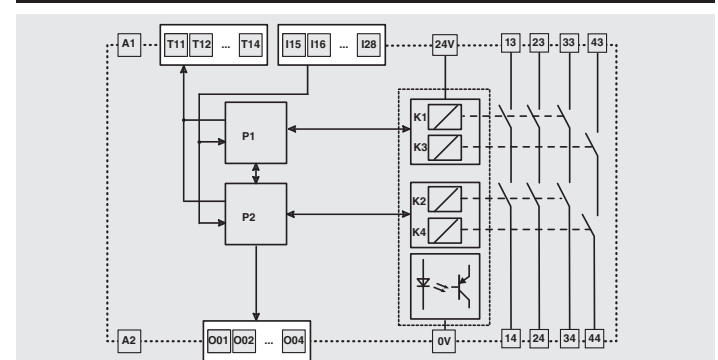 A1 T11 T12 ... T14 I15 I16 ... I28 24V 13 23 33 43
K1
P1
K3
K2
P2
K4
A2 O01 O02 ... O04 0V 14 24 34 44